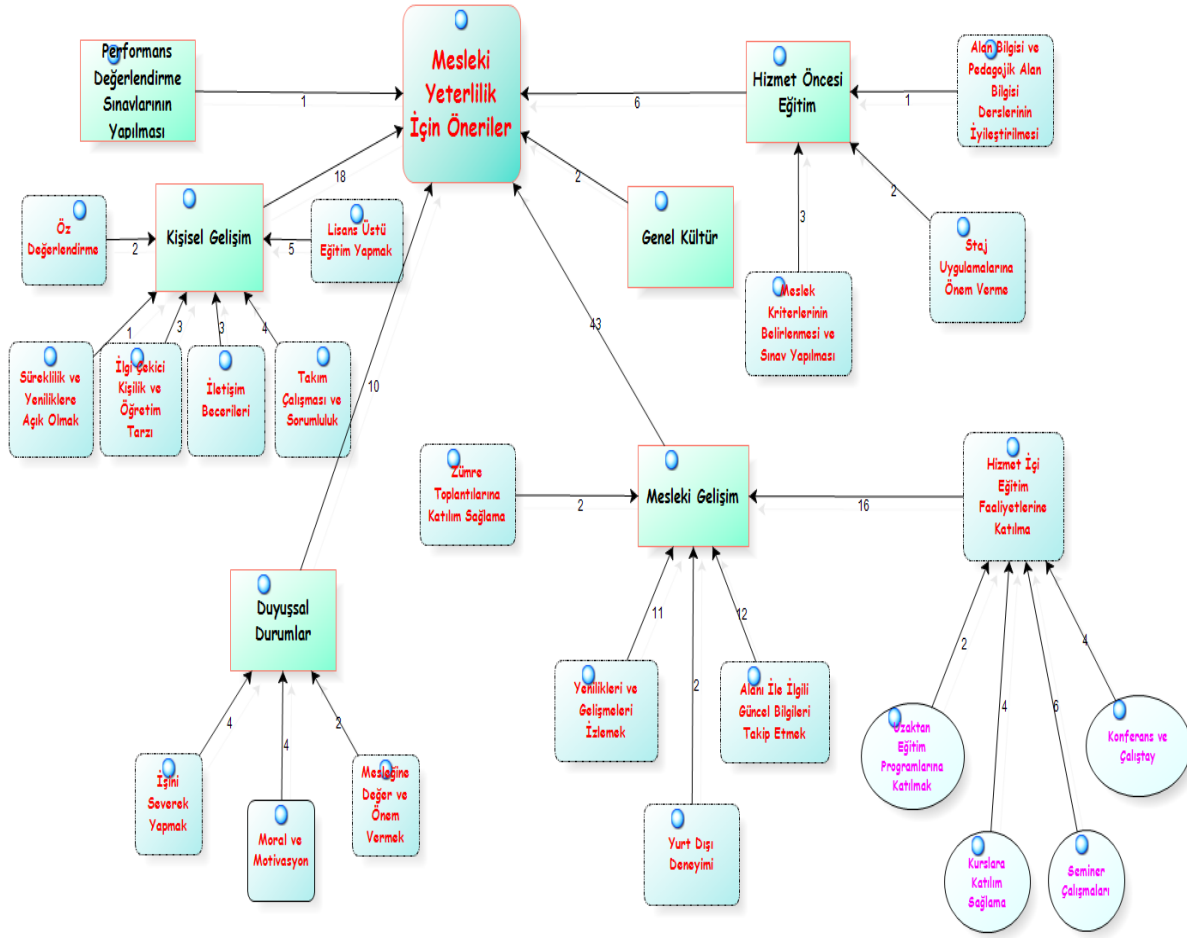 Performans
Değerlendirme
Sınavlarının
Yapılması
1
Mesleki
Yeterlilik
İçin Öneriler
6
Hizmet Öncesi
Eğitim
1
Alan Bilgisi ve
Pedagojik Alan
Bilgisi
Derslerinin
İyileştirilmesi
18
2
3
2
Öz
Değerlendirme
2
Kişisel Gelişim
5
Lisans Üstü
Eğitim Yapmak
Genel Kültür
Staj
Uygulamalarına
Önem Verme
Meslek
Kriterlerinin
Belirlenmesi ve
Sınav Yapılması
1
3
3
4
43
10
Süreklilik ve
Yeniliklere
Açık Olmak
İlgi Çekici
Kişilik ve
Öğretim
Tarzı
İletişim
Becerileri
Takım
Çalışması ve
Sorumluluk
Zümre
Toplantılarına
Katılım Sağlama
2
Mesleki Gelişim
16
Hizmet İçi
Eğitim
Faaliyetlerine
Katılma
Duyuşsal
Durumlar
11
2
12
2
4
6
4
Yenilikleri ve
Gelişmeleri
İzlemek
Alanı İle İlgili
Güncel Bilgileri
Takip Etmek
4
4
2
İşini
Severek
Yapmak
Moral ve
Motivasyon
Mesleğine
Değer ve
Önem
Vermek
Yurt Dışı
Deneyimi
Uzaktan
Eğitim
Programlarına
Katılmak
Konferans ve
Çalıştay
Kurslara
Katılım
Sağlama
Seminer
Çalışmaları